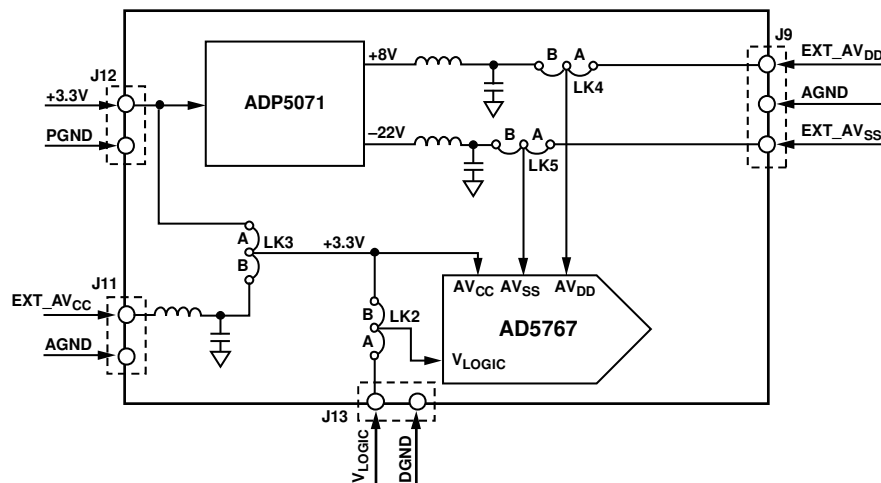 J12
+3.3V
PGND
ADP5071
+8V
–22V
B A
LK4
B A
LK5
J9
EXT_AVDD
AGND
EXT_AVSS
A
LK3
B
+3.3V
J11
EXT_AVCC
AGND
B
LK2
A
AVCC AVSS AVDD
AD5767
VLOGIC
J13
VLOGIC
DGND